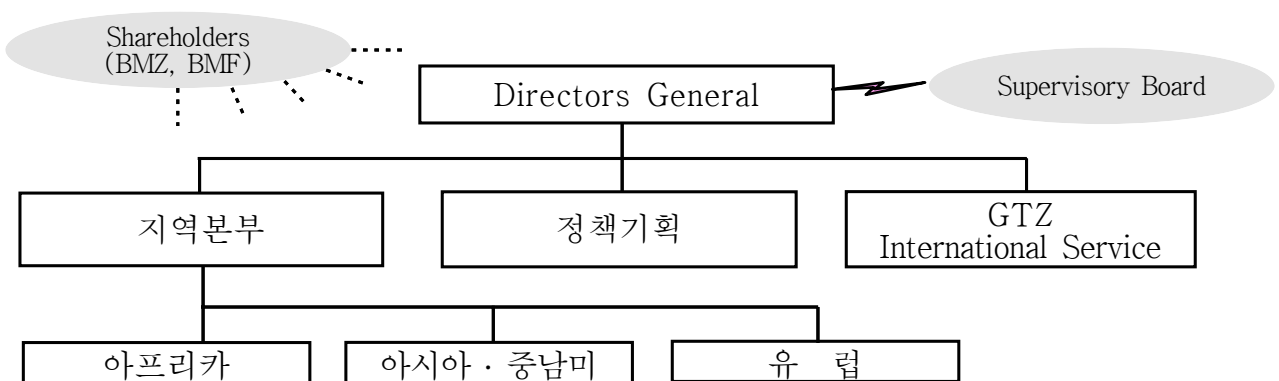 Shareholders
(BMZ, BMF)
Directors General
Supervisory Board
지역본부
정책기획
GTZ
International Service
아프리카
아시아 · 중남미
유 럽